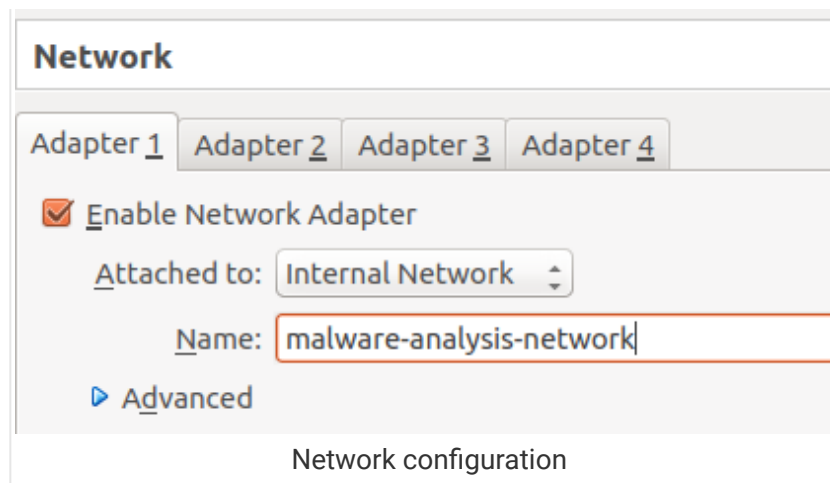 Network
Adapter 1 Adapter 2 Adapter 3 Adapter 4
Enable Network Adapter
Attached to: Internal Network
Name: malware-analysis-network
Advanced
Network configuration